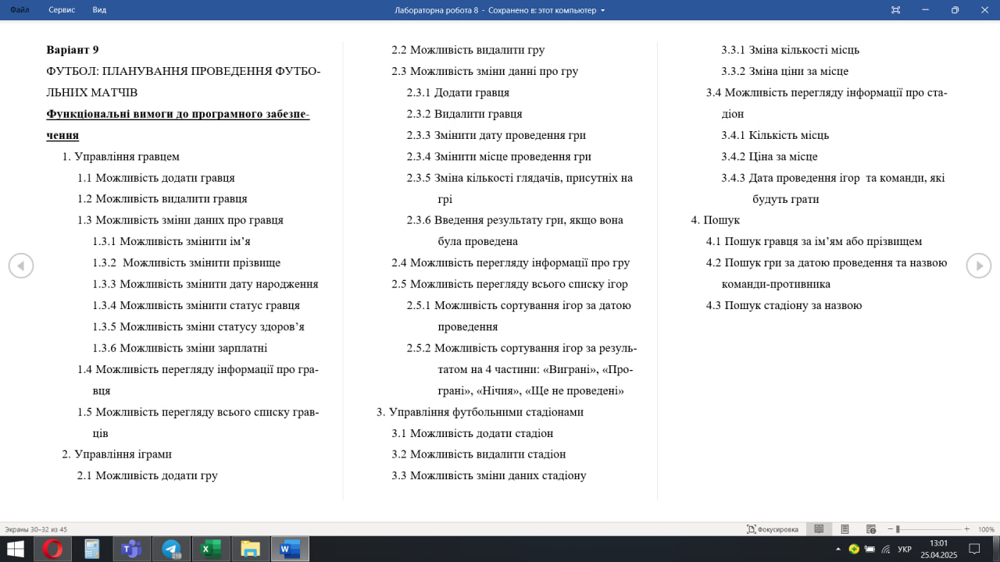 Файл Сервис Вид Лабораторна робота 8 - Сохранено в: этот компьютер
Варіант 9
ФУТБОЛ: ПЛАНУВАННЯ ПРОВЕДЕННЯ ФУТБО-
ЛЬНИХ МАТЧІВ
Функціональні вимоги до програмного забезпе-
чення
1. Управління гравцем
1.1 Можливість додати гравця
1.2 Можливість видалити гравця
1.3 Можливість зміни даних про гравця
1.3.1 Можливість змінити ім’я
1.3.2 Можливість змінити прізвище
1.3.3 Можливість змінити дату народження
1.3.4 Можливість змінити статус гравця
1.3.5 Можливість зміни статусу здоров’я
1.3.6 Можливість зміни зарплатні
1.4 Можливість перегляду інформації про гра-
вця
1.5 Можливість перегляду всього списку грав-
ців
2. Управління іграми
2.1 Можливість додати гру
2.2 Можливість видалити гру
2.3 Можливість зміни данні про гру
2.3.1 Додати гравця
2.3.2 Видалити гравця
2.3.3 Змінити дату проведення гри
2.3.4 Змінити місце проведення гри
2.3.5 Зміна кількості глядачів, присутніх на
грі
2.3.6 Введення результату гри, якщо вона
була проведена
2.4 Можливість перегляду інформації про гру
2.5 Можливість перегляду всього списку ігор
2.5.1 Можливість сортування ігор за датою
проведення
2.5.2 Можливість сортування ігор за резуль-
татом на 4 частини: «Виграні», «Про-
грані», «Нічия», «Ще не проведені»
3. Управління футбольними стадіонами
3.1 Можливість додати стадіон
3.2 Можливість видалити стадіон
3.3 Можливість зміни даних стадіону
3.3.1 Зміна кількості місць
3.3.2 Зміна ціни за місце
3.4 Можливість перегляду інформації про ста-
діон
3.4.1 Кількість місць
3.4.2 Ціна за місце
3.4.3 Дата проведення ігор та команди, які
будуть грати
4. Пошук
4.1 Пошук гравця за ім’ям або прізвищем
4.2 Пошук гри за датою проведення та назвою
команди-противника
4.3 Пошук стадіону за назвою
Экраны 30–32 из 45 Фокусировка 100%
218 УКР 13:01
25.04.2025